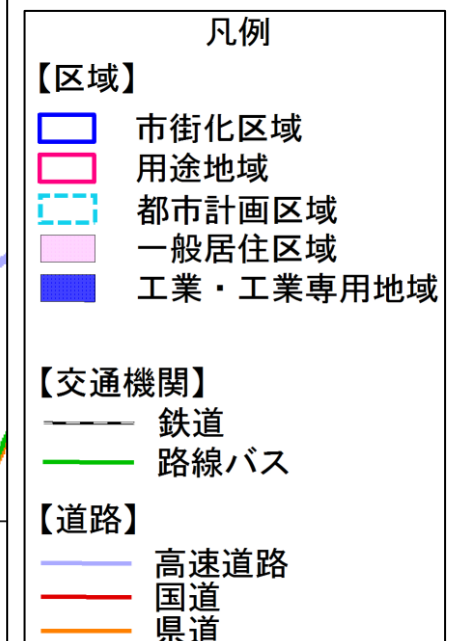 凡例
【区域】
市街化区域
用途地域
都市計画区域
一般居住区域
工業・工業専用地域
【交通機関】
鉄道
路線バス
【道路】
高速道路
国道
県道